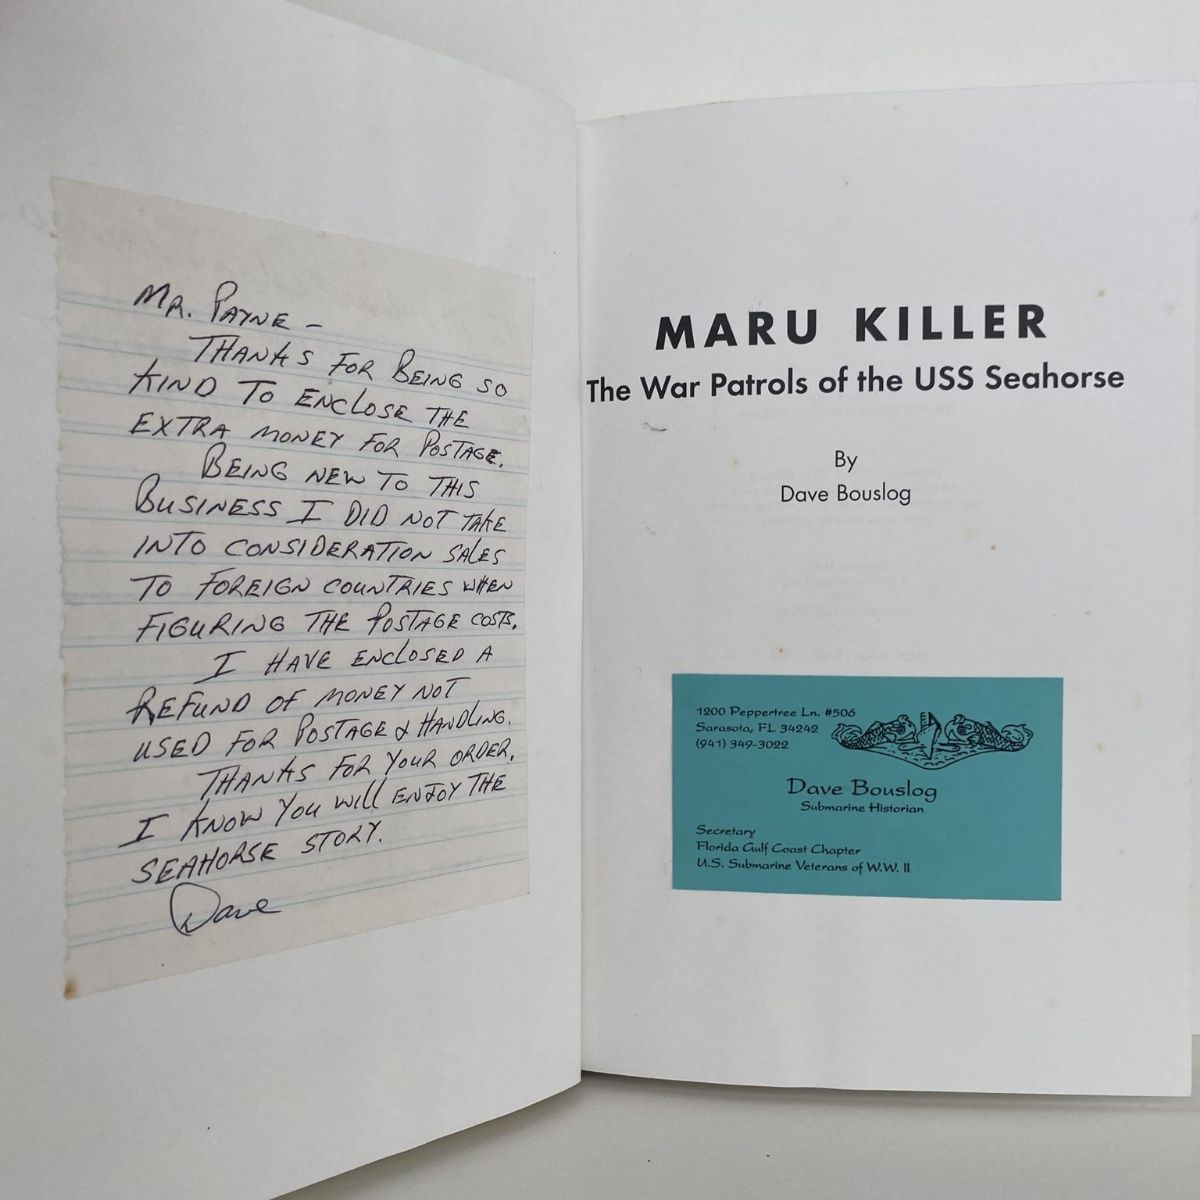 MR. PAYNE –
THANKS FOR BEING SO
KIND TO ENCLOSE THE
EXTRA MONEY FOR POSTAGE.
BEING NEW TO THIS
BUSINESS I DID NOT TAKE
INTO CONSIDERATION SALES
TO FOREIGN COUNTRIES WHEN
FIGURING THE POSTAGE COSTS.
I HAVE ENCLOSED A
REFUND OF MONEY NOT
USED FOR POSTAGE & HANDLING.
THANKS FOR YOUR ORDER.
I KNOW YOU WILL ENJOY THE
SEAHORSE STORY.
Dave
MARU KILLER
The War Patrols of the USS Seahorse
By
Dave Bouslog
1200 Peppertree Ln. #506
Sarasota, FL 34242
(941) 349-3022
Dave Bouslog
Submarine Historian
Secretary
Florida Gulf Coast Chapter
U.S. Submarine Veterans of W.W. II